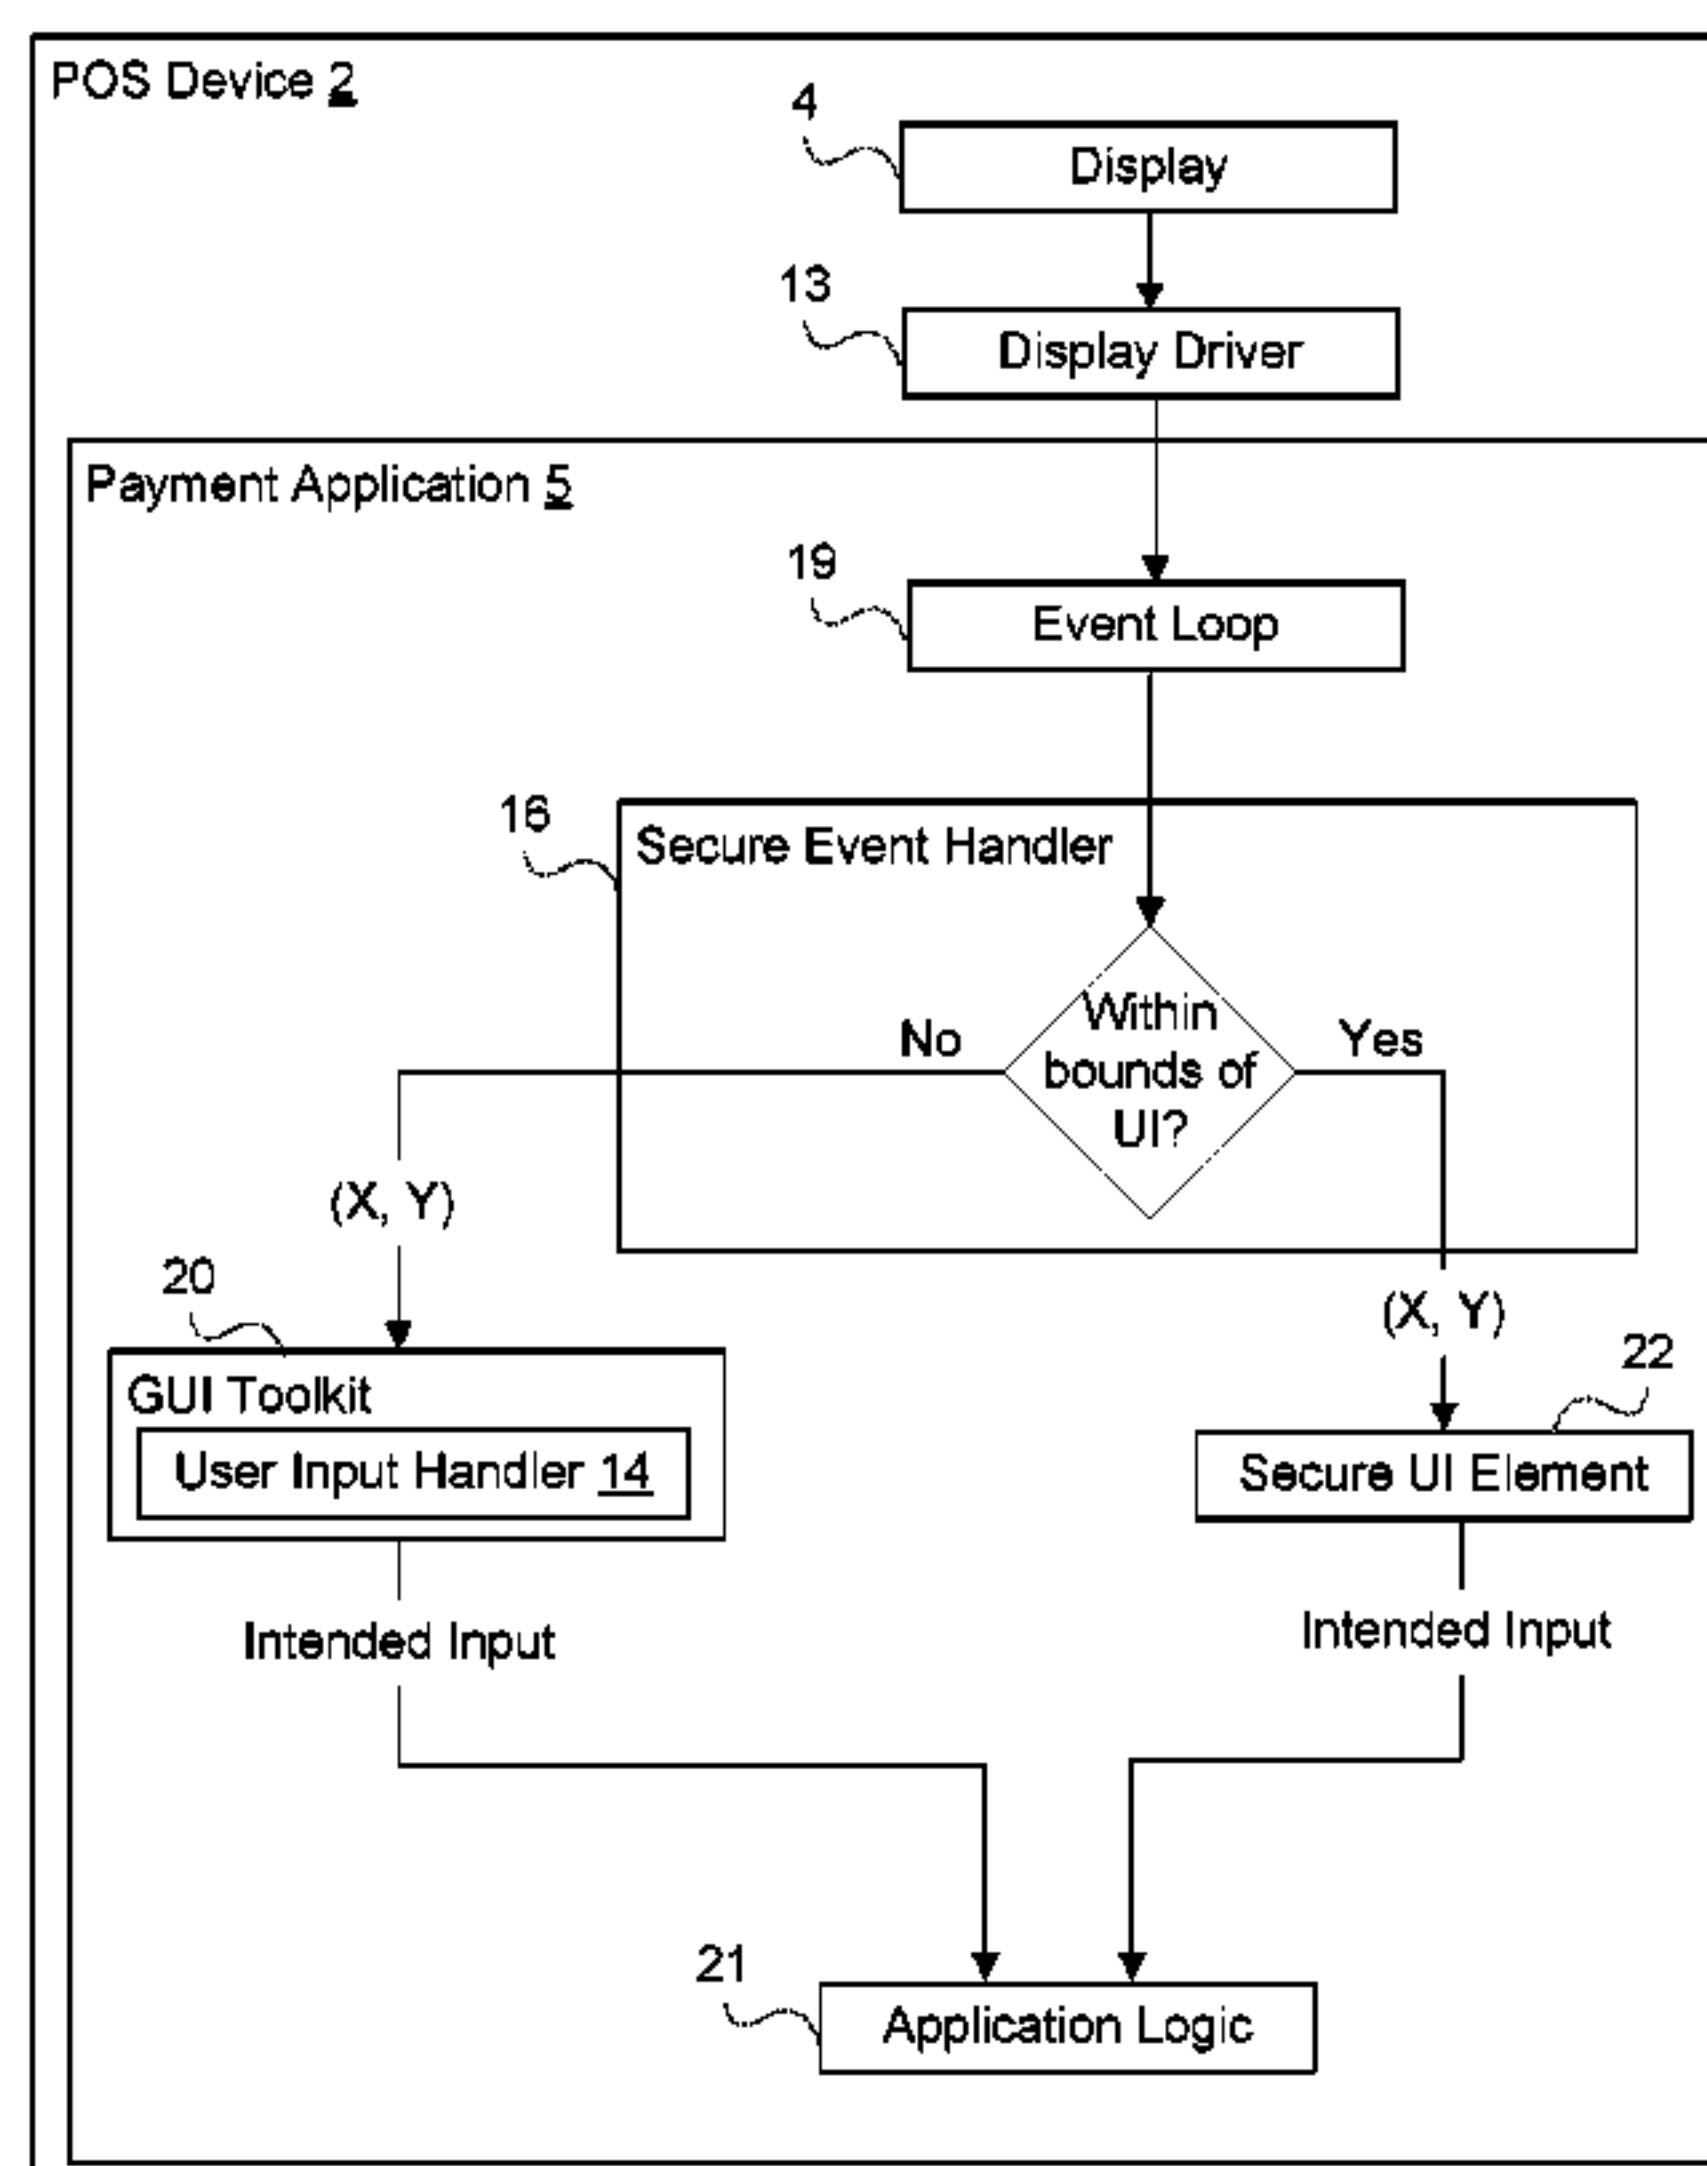 POS Device 2
4
Display
13
Display Driver
Payment Application 5
19
Event Loop
16
Secure Event Handler
Within
bounds of
UI?
No
Yes
(X, Y)
(X, Y)
20
GUI Toolkit
User Input Handler 14
22
Secure UI Element
Intended Input
Intended Input
21
Application Logic